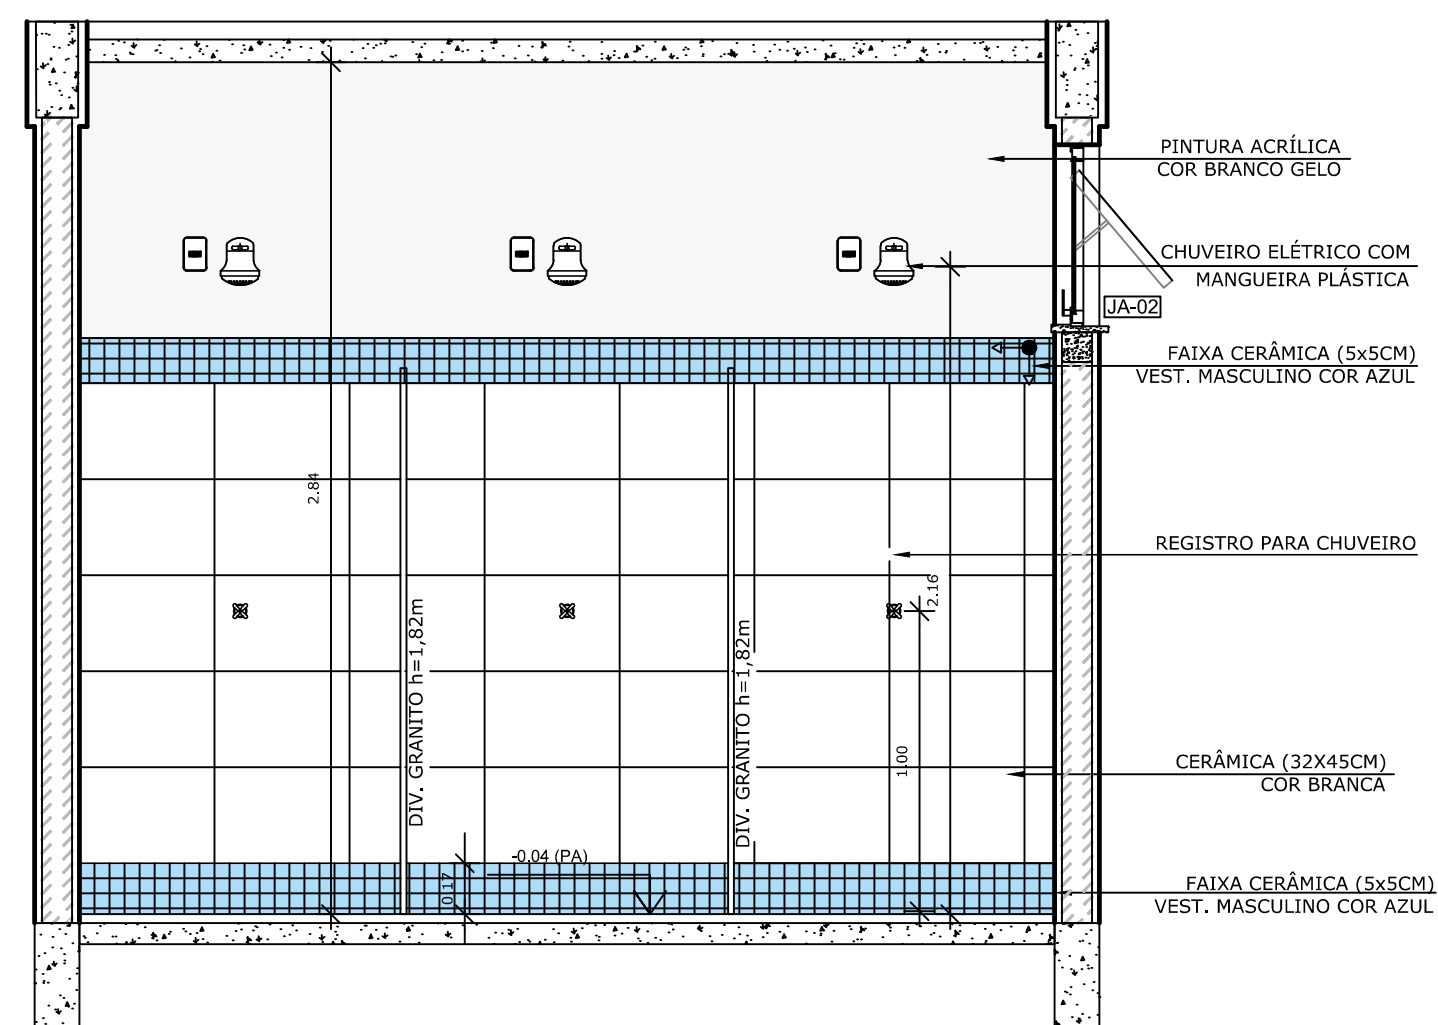 PINTURA ACRÍLICA
COR BRANCO GELO
CHUVEIRO ELÉTRICO COM
MANGUEIRA PLÁSTICA
JA-02
FAIXA CERÂMICA (5x5CM)
VEST. MASCULINO COR AZUL
2.84
REGISTRO PARA CHUVEIRO
2.16
DIV. GRANITO h=1,82m
DIV. GRANITO h=1,82m
1.00
CERÂMICA (32X45CM)
COR BRANCA
-0.04 (PA)
0.17
FAIXA CERÂMICA (5x5CM)
VEST. MASCULINO COR AZUL